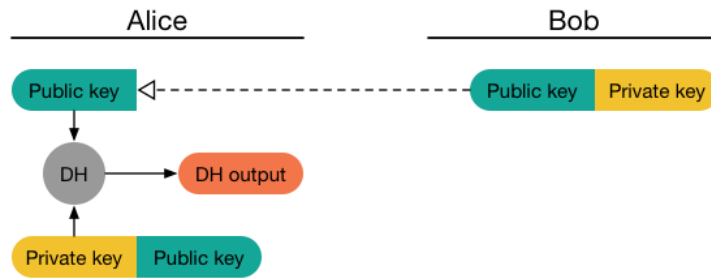 Alice
Bob
Public key
Public key
Private key
DH
DH output
Private key
Public key